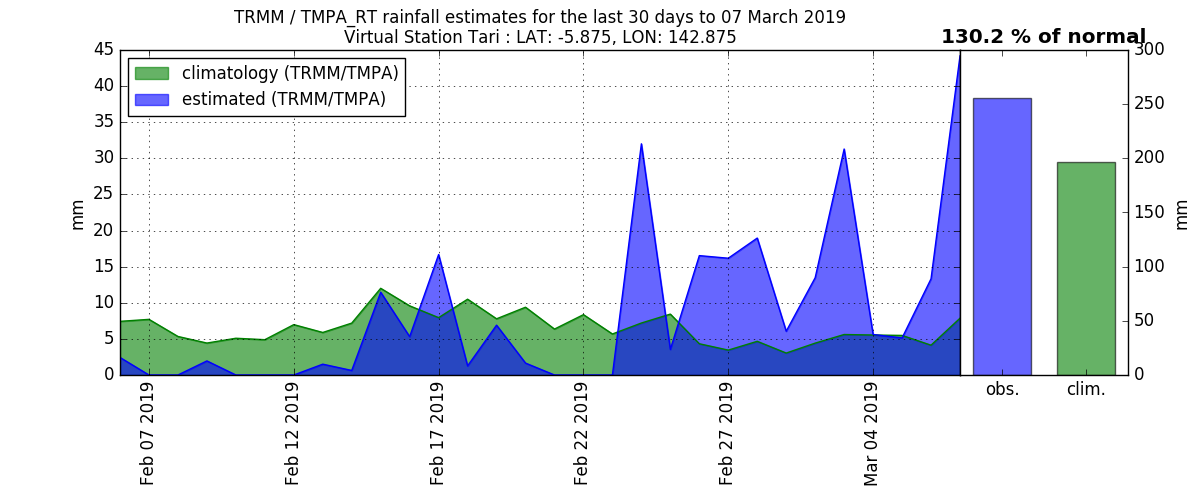 TRMM / TMPA_RT rainfall estimates for the last 30 days to 07 March 2019
Virtual Station Tari : LAT: -5.875, LON: 142.875
130.2 % of normal
climatology (TRMM/TMPA)
estimated (TRMM/TMPA)
mm
45
40
35
30
25
20
15
10
5
0
Feb 07 2019
Feb 12 2019
Feb 17 2019
Feb 22 2019
Feb 27 2019
Mar 04 2019
obs.
clim.
300
250
200
150
100
50
0
mm